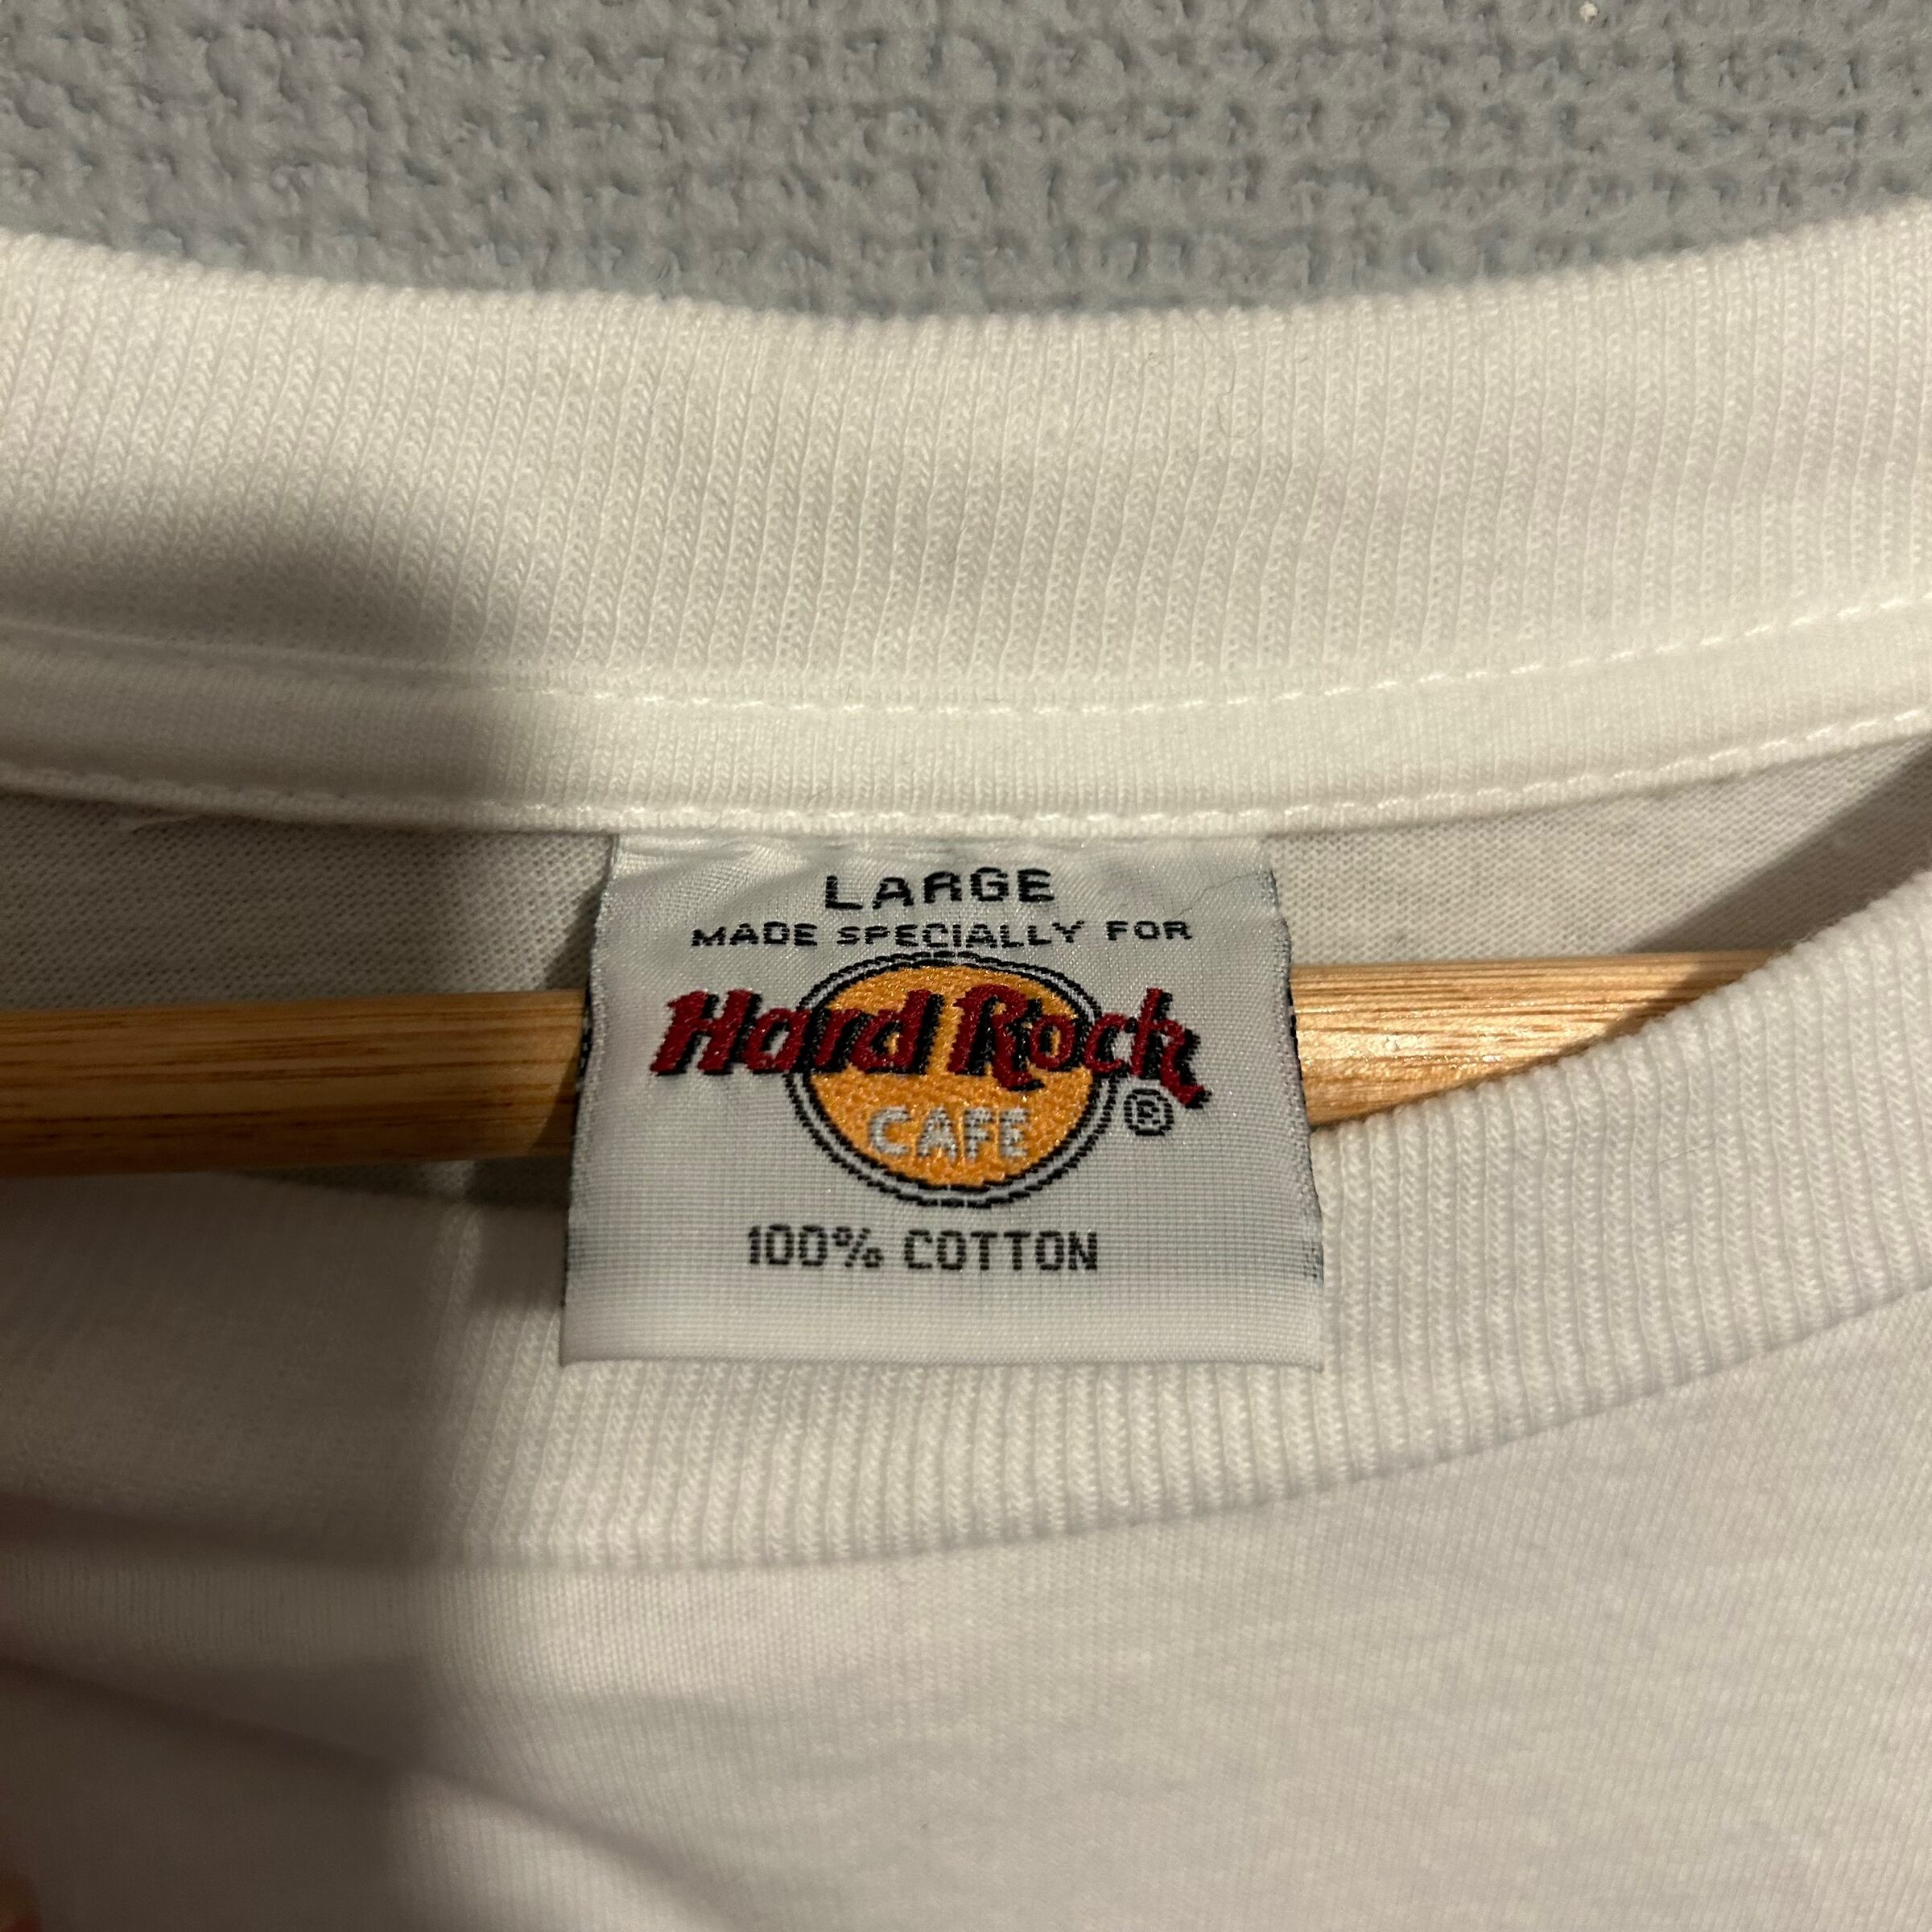 LARGE
MADE SPECIALLY FOR
Hard Rock
CAFE ®
100% COTTON